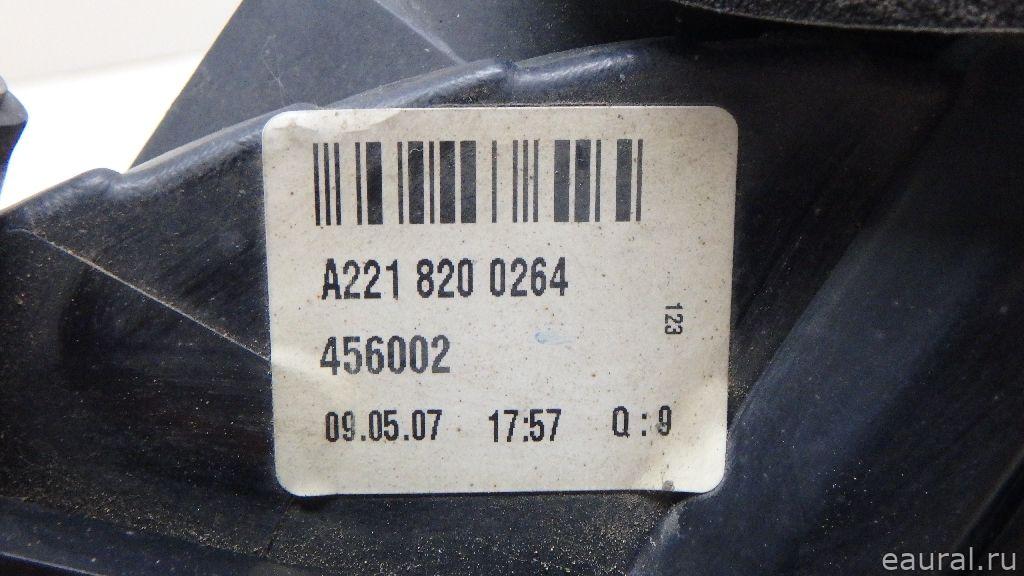 A221 820 0264
123
456002
09.05.07 17:57 Q : 9
eaural.ru